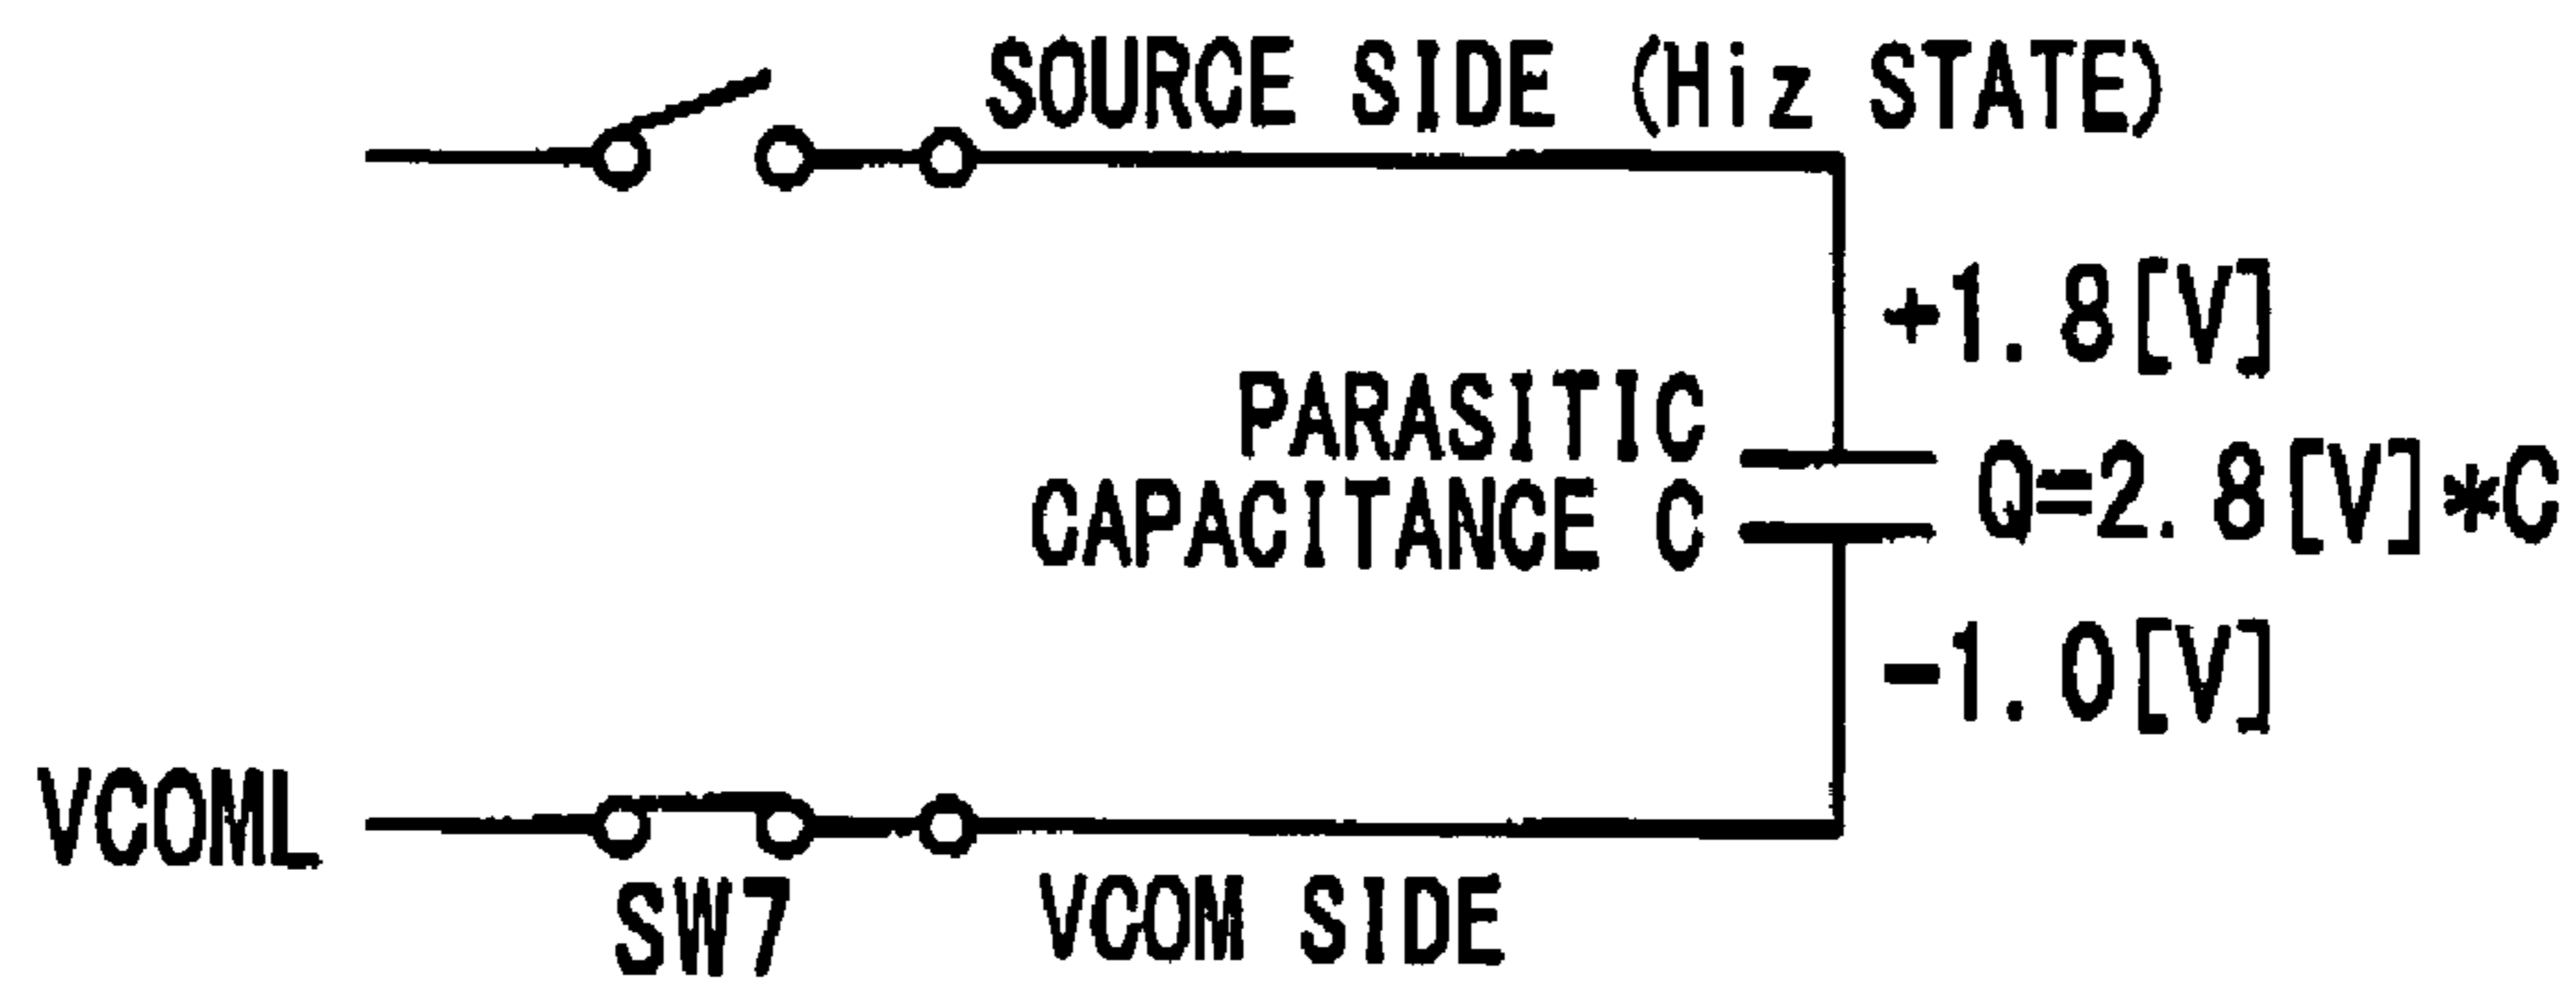 SOURCE SIDE (Hiz STATE)
+1.8[V]
PARASITIC
CAPACITANCE C
Q=2.8[V]*C
-1.0[V]
VCOML
SW7
VCOM SIDE